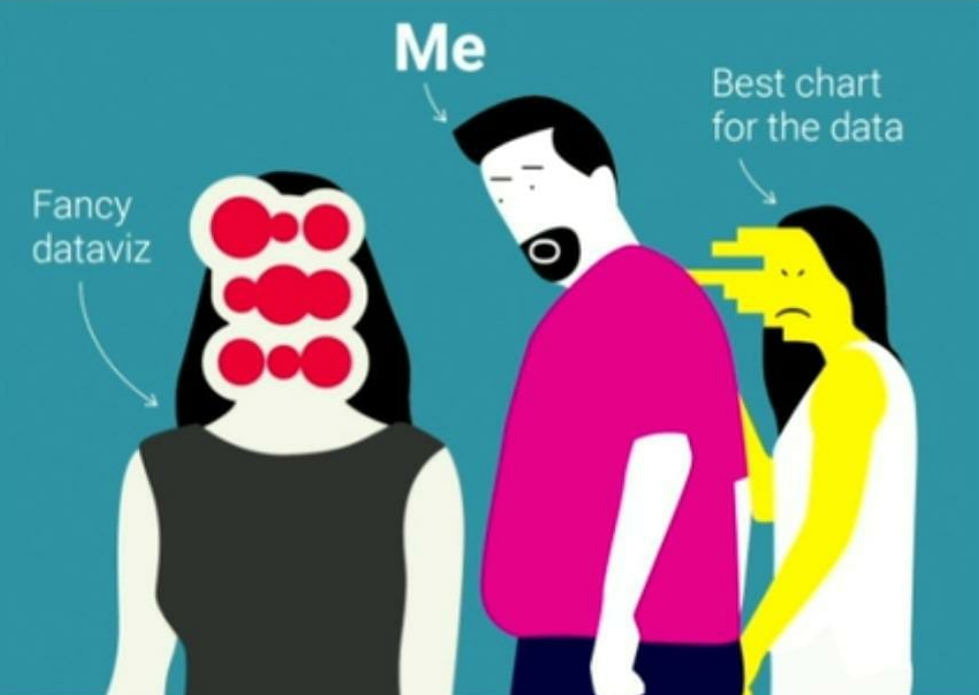 Me
Best chart
for the data
Fancy
dataviz